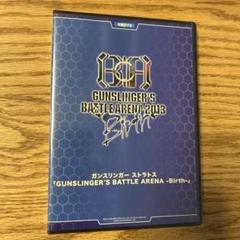 GUNSLINGER'S
BATTLE ARENA 2013
Birth
ガンスリンガー ストラトス
「GUNSLINGER'S BATTLE ARENA -Birth-」